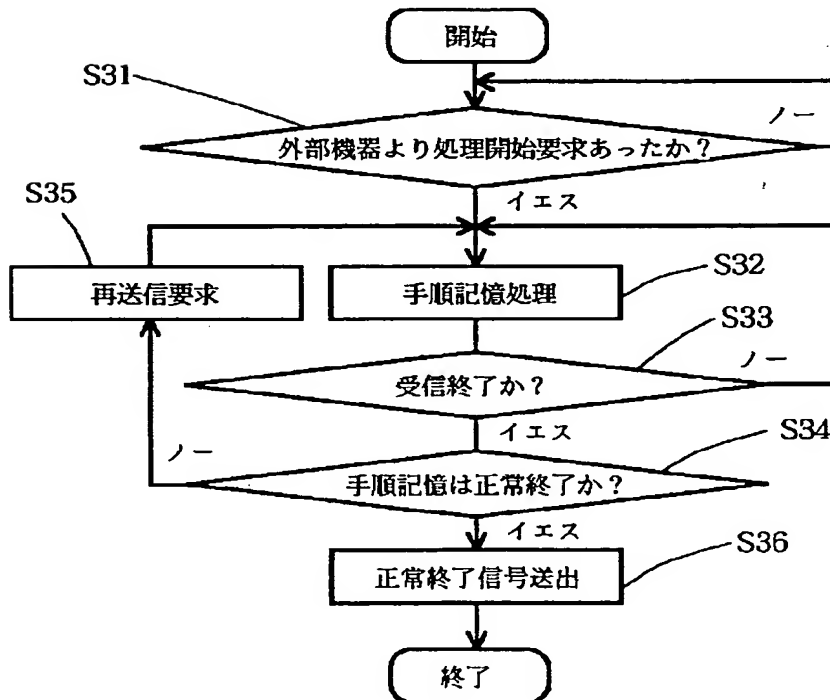 開始
S31
ノー
外部機器より処理開始要求あったか?
イエス
S35
再送信要求
手順記憶処理
S32
S33
受信終了か?
ノー
イエス
S34
ノー
手順記憶は正常終了か?
イエス
S36
正常終了信号送出
終了